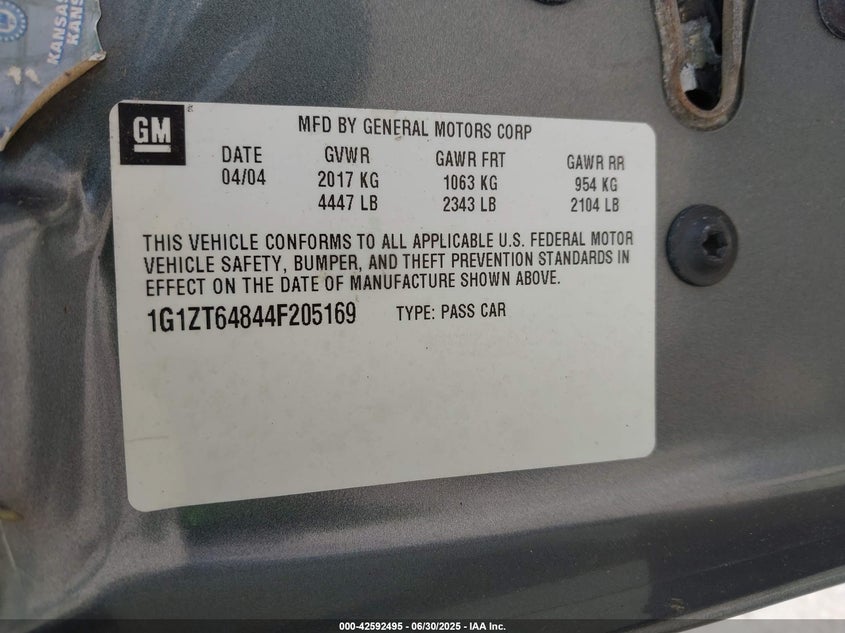 KANSAS
KANS
GM
MFD BY GENERAL MOTORS CORP
DATE GVWR GAWR FRT GAWR RR
04/04 2017 KG 1063 KG 954 KG
4447 LB 2343 LB 2104 LB
THIS VEHICLE CONFORMS TO ALL APPLICABLE U.S. FEDERAL MOTOR
VEHICLE SAFETY, BUMPER, AND THEFT PREVENTION STANDARDS IN
EFFECT ON THE DATE OF MANUFACTURE SHOWN ABOVE.
1G1ZT64844F205169 TYPE: PASS CAR
000-42592495 - 06/30/2025 - IAA Inc.